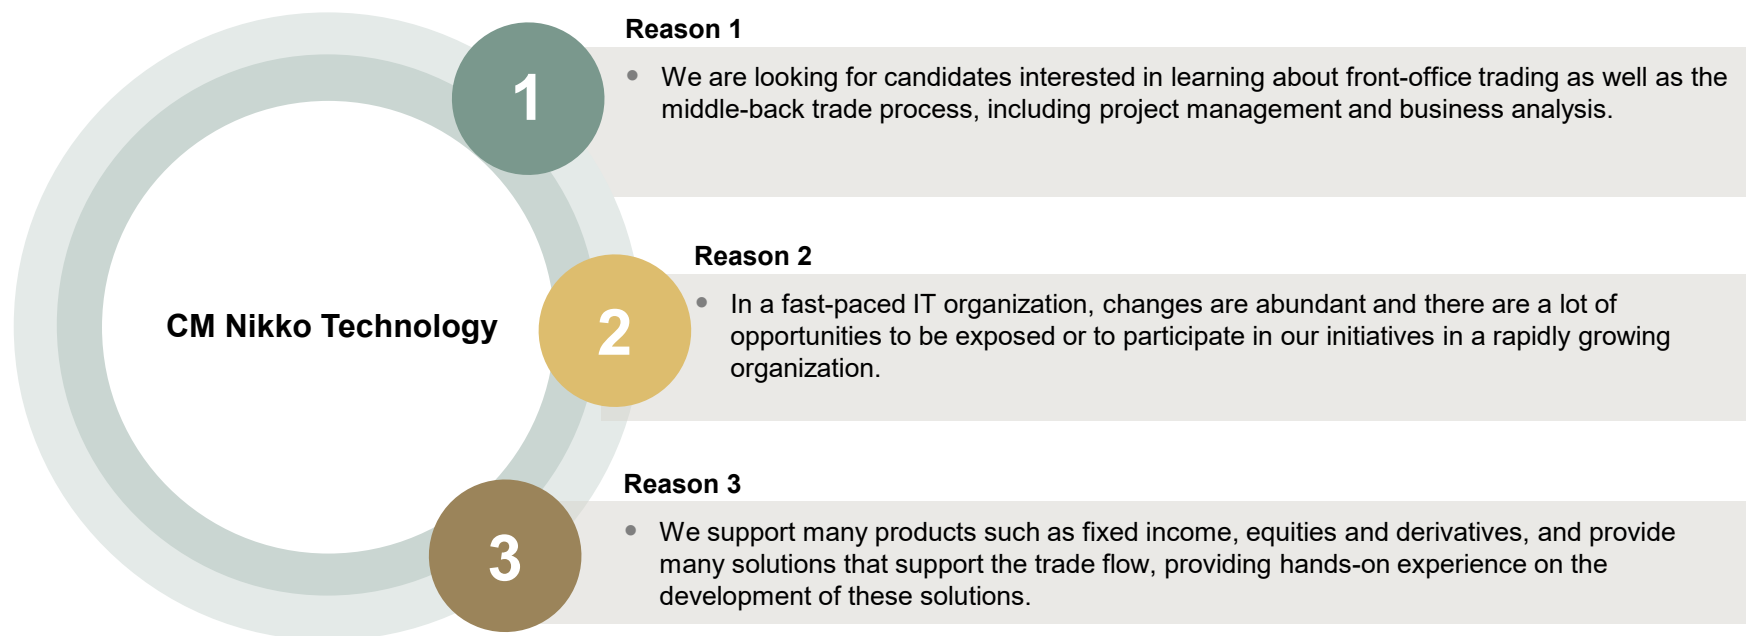 Reason 1
1
• We are looking for candidates interested in learning about front-office trading as well as the
middle-back trade process, including project management and business analysis.
CM Nikko Technology
Reason 2
2
• In a fast-paced IT organization, changes are abundant and there are a lot of
opportunities to be exposed or to participate in our initiatives in a rapidly growing
organization.
Reason 3
3
• We support many products such as fixed income, equities and derivatives, and provide
many solutions that support the trade flow, providing hands-on experience on the
development of these solutions.